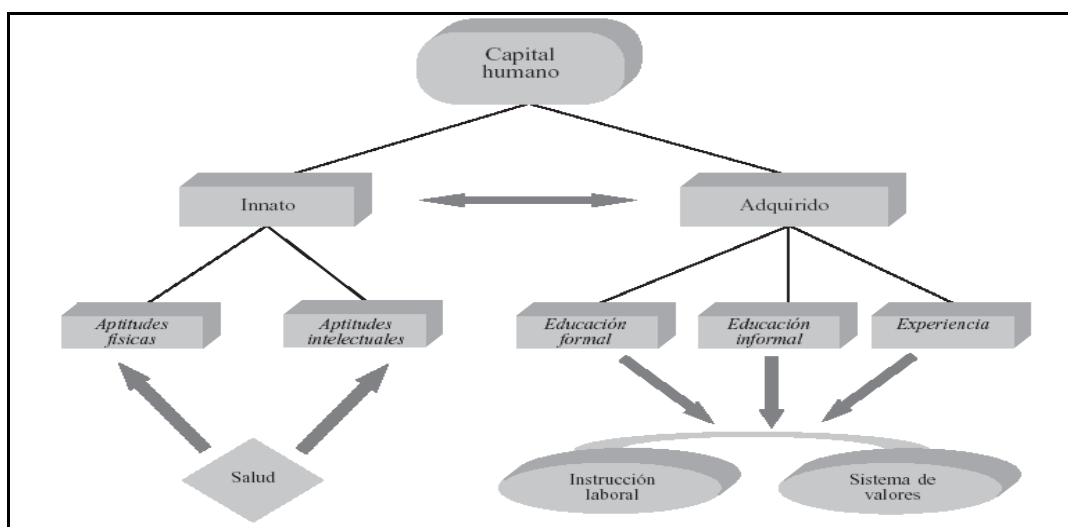 Capital
humano
Innato
Adquirido
Aptitudes
físicas
Aptitudes
intelectuales
Educación
formal
Educación
informal
Experiencia
Salud
Instrucción
laboral
Sistema de
valores